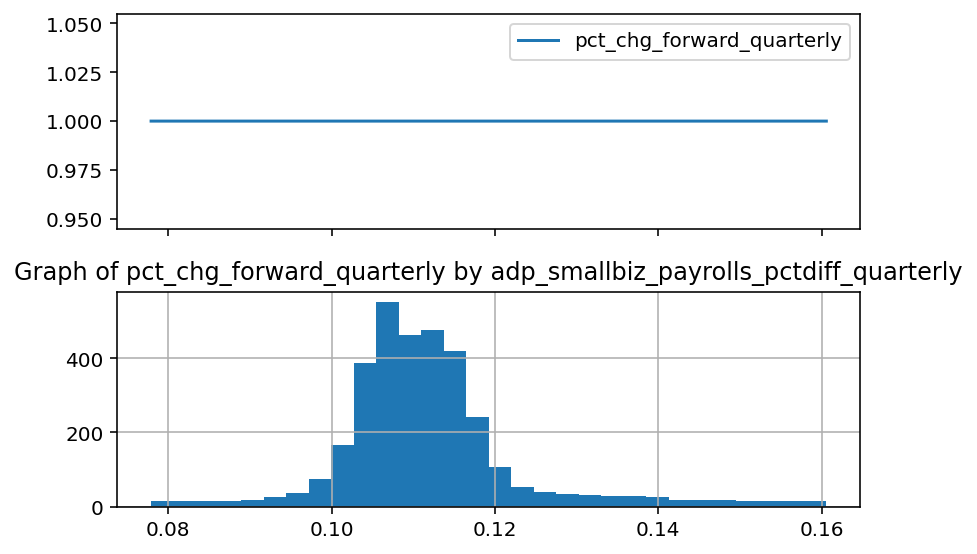 1.050
pct_chg_forward_quarterly
1.025
1.000
0.975
0.950
Graph of pct_chg_forward_quarterly by adp_smallbiz_payrolls_pctdiff_quarterly
400
200
0
0.08 0.10 0.12 0.14 0.16